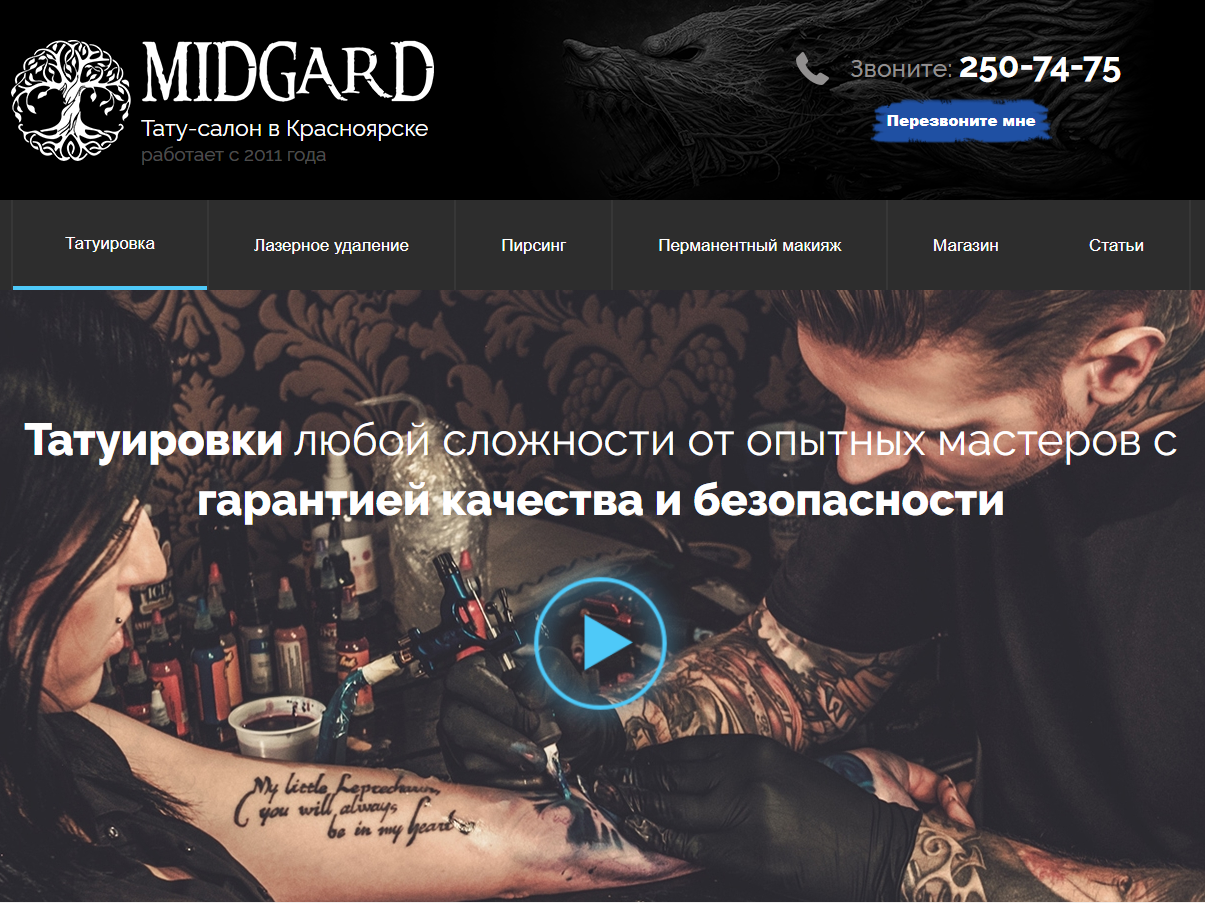 MIDGARD
Тату-салон в Красноярске
работает с 2011 года
Звоните: 250-74-75
Перезвоните мне
Татуировка
Лазерное удаление
Пирсинг
Перманентный макияж
Магазин
Статьи
Татуировки любой сложности от опытных мастеров с
гарантией качества и безопасности
My little Leprechaun,
you will always
be in my heart